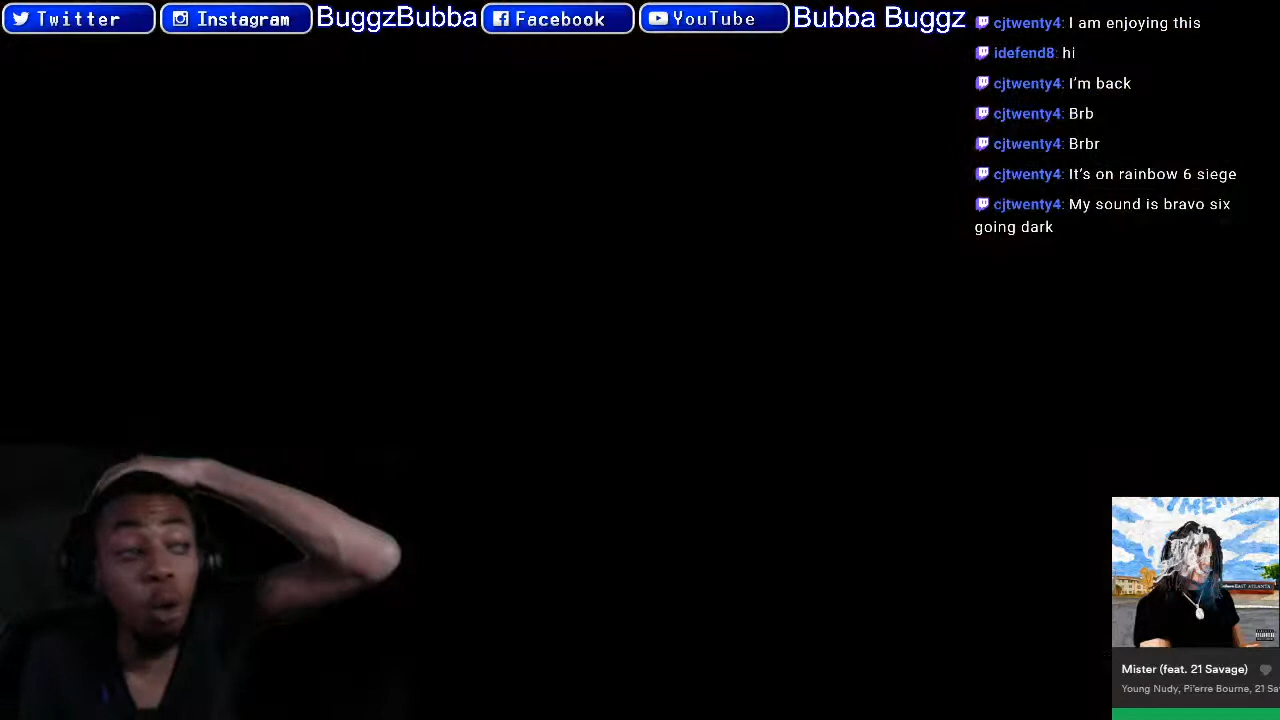 Twitter Instagram BuggzBubba Facebook YouTube Bubba Buggz
cjtwenty4: I am enjoying this
idefend8: hi
cjtwenty4: I'm back
cjtwenty4: Brb
cjtwenty4: Brbr
cjtwenty4: It's on rainbow 6 siege
cjtwenty4: My sound is bravo six
going dark
Mister (feat. 21 Savage)
Young Nudy, Pi'erre Bourne, 21 Sa